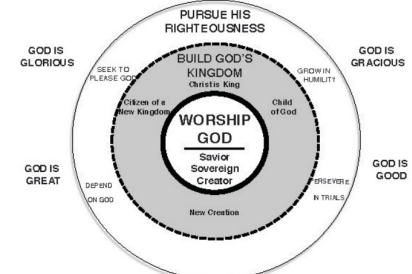 PURSUE HIS
RIGHTEOUSNESS
GOD IS
GLORIOUS
GOD IS
GRACIOUS
BUILD GOD'S
KINGDOM
Christ is King
SEEK TO
PLEASE GOD
GROW IN
HUMILITY
Citizen of a
New Kingdom
Child
of God
WORSHIP
GOD
Savior
Sovereign
Creator
GOD IS
GREAT
GOD IS
GOOD
DEPEND
ON GOD
PERSEVERE
IN TRIALS
New Creation